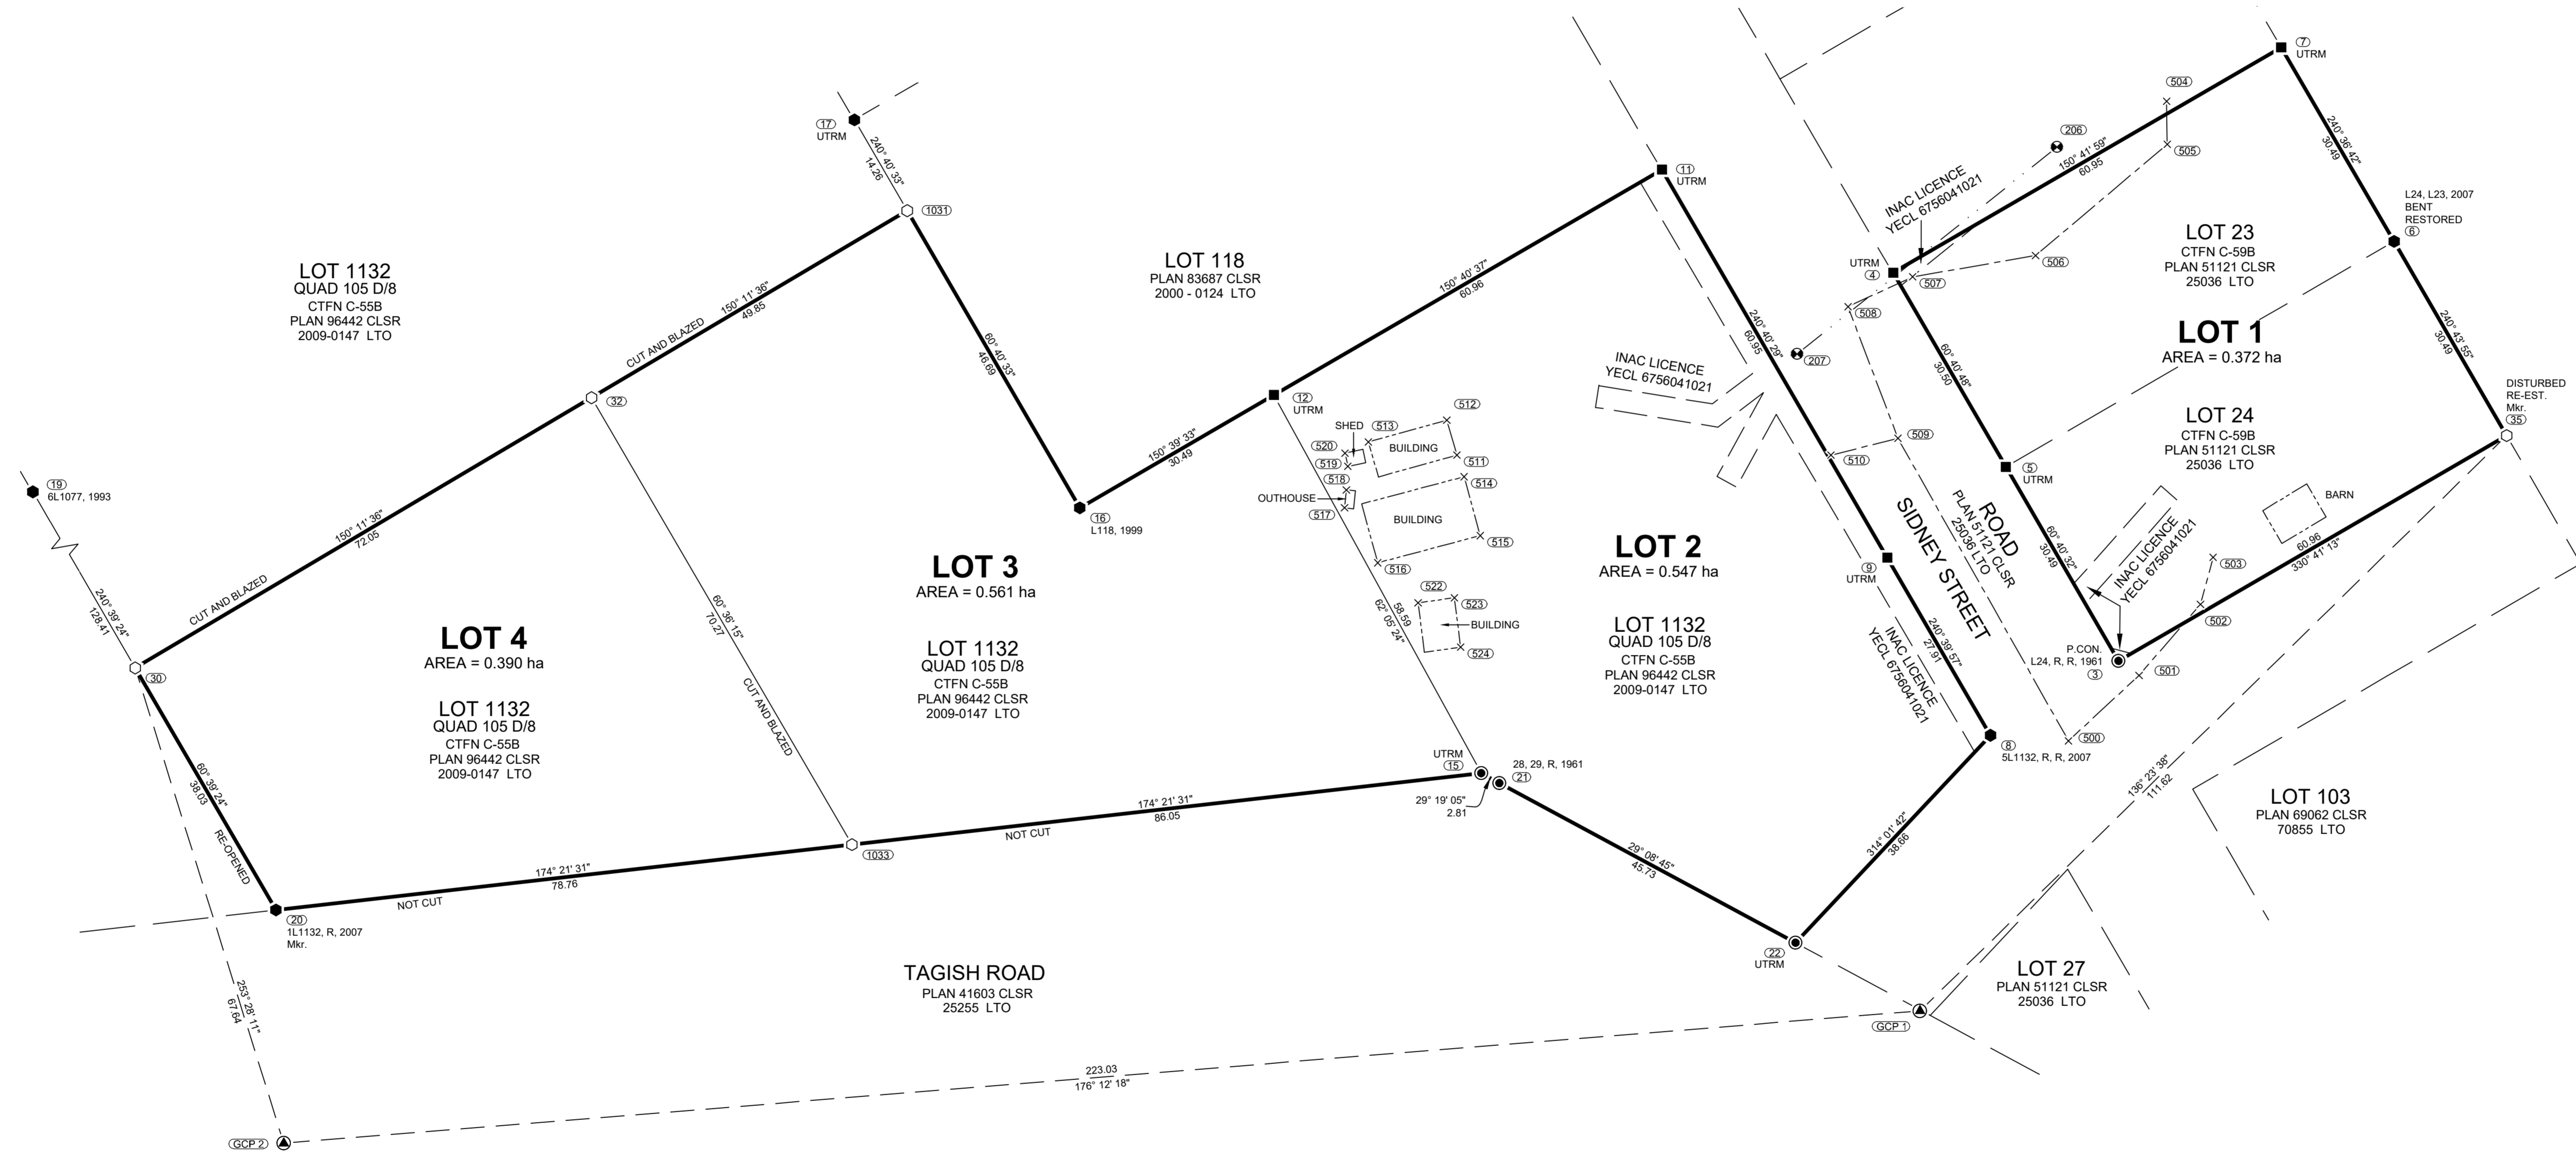 7
UTRM
504
17
UTRM
240° 40' 33"
14.26
206
150° 41' 59"
60.95
505
240° 36' 42"
30.49
11
UTRM
INAC LICENCE
YECL 6756041021
L24, L23, 2007
BENT
RESTORED
6
1031
LOT 23
CTFN C-59B
PLAN 51121 CLSR
25036 LTO
506
UTRM
4
507
508
LOT 1132
QUAD 105 D/8
CTFN C-55B
PLAN 96442 CLSR
2009-0147 LTO
LOT 118
PLAN 83687 CLSR
2000 - 0124 LTO
150° 40' 37"
60.96
150° 11' 36"
49.85
CUT AND BLAZED
60° 40' 33"
46.69
240° 40' 29"
60.95
207
60° 40' 48"
30.50
LOT 1
AREA = 0.372 ha
240° 43' 55"
30.49
INAC LICENCE
YECL 6756041021
DISTURBED
RE-EST.
Mkr.
35
32
12
UTRM
LOT 24
CTFN C-59B
PLAN 51121 CLSR
25036 LTO
512
SHED
513
520
BUILDING
519
511
509
510
150° 39' 33"
30.49
518
514
OUTHOUSE
517
BUILDING
515
516
5
UTRM
BARN
19
6L1077, 1993
16
L118, 1999
150° 11' 36"
72.05
CUT AND BLAZED
SIDNEY STREET
ROAD
PLAN 51121 CLSR
25036 LTO
60° 40' 32"
30.49
INAC LICENCE
YECL 6756041021
60.96
330° 41' 13"
503
502
LOT 3
AREA = 0.561 ha
LOT 2
AREA = 0.547 ha
9
UTRM
240° 39' 24"
128.41
60° 36' 15"
70.27
CUT AND BLAZED
58.59
62° 05' 24"
522
523
BUILDING
524
LOT 4
AREA = 0.390 ha
LOT 1132
QUAD 105 D/8
CTFN C-55B
PLAN 96442 CLSR
2009-0147 LTO
LOT 1132
QUAD 105 D/8
CTFN C-55B
PLAN 96442 CLSR
2009-0147 LTO
240° 39' 57"
27.91
INAC LICENCE
YECL 6756041021
P.CON.
L24, R, R, 1961
3
501
500
30
LOT 1132
QUAD 105 D/8
CTFN C-55B
PLAN 96442 CLSR
2009-0147 LTO
8
5L1132, R, R, 2007
UTRM
15
28, 29, R, 1961
21
29° 19' 05"
2.81
60° 39' 24"
38.03
RE-OPENED
174° 21' 31"
86.05
NOT CUT
1033
136° 23' 38"
111.62
LOT 103
PLAN 69062 CLSR
70855 LTO
314° 01' 42"
38.66
29° 08' 45"
45.73
174° 21' 31"
78.76
NOT CUT
20
1L1132, R, 2007
Mkr.
22
UTRM
TAGISH ROAD
PLAN 41603 CLSR
25255 LTO
LOT 27
PLAN 51121 CLSR
25036 LTO
253° 28' 11"
67.64
GCP 1
223.03
176° 12' 18"
GCP 2